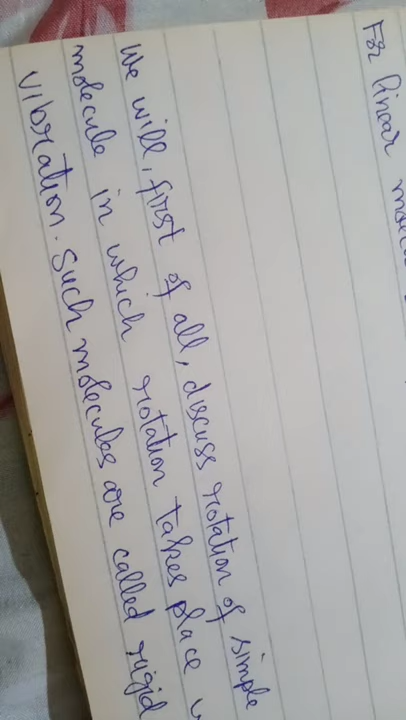 For linear
We will, first of all, discuss rotation of simple
molecule in which rotation takes place
vibration. Such molecules are called rigid